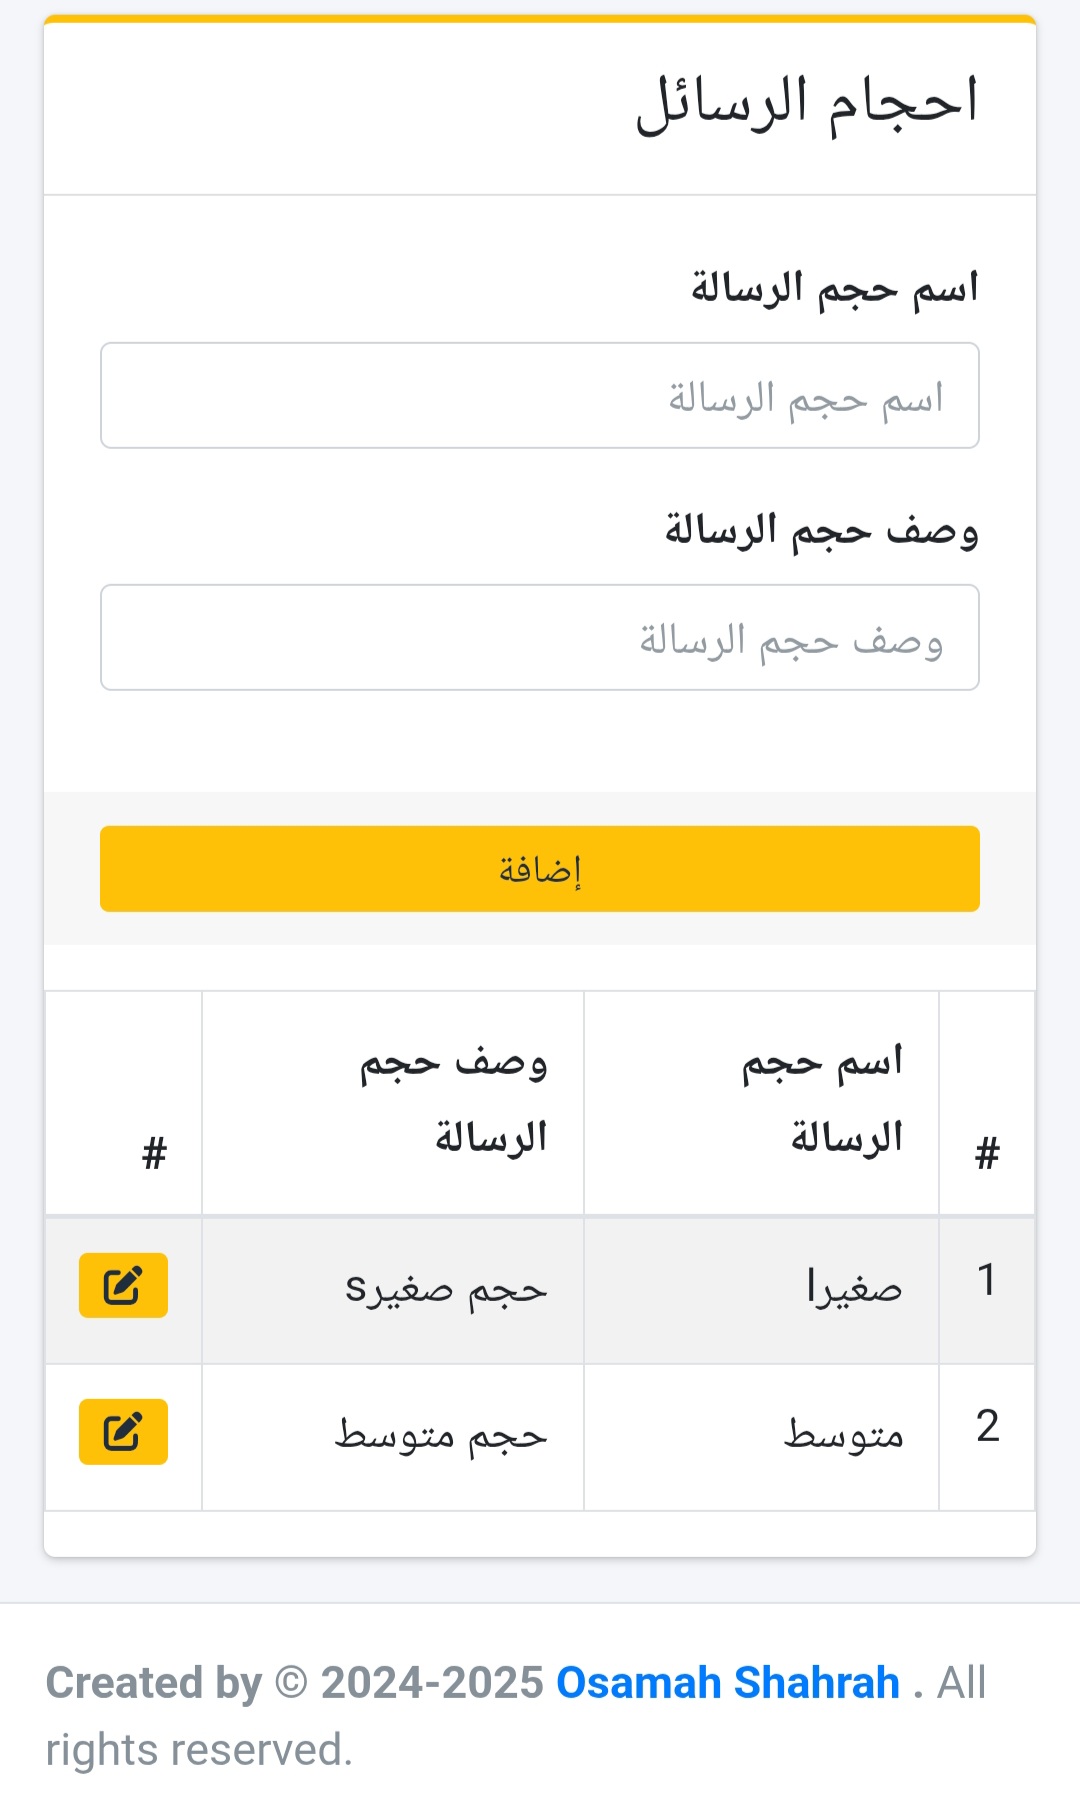 احجام الرسائل
اسم حجم الرسالة
اسم حجم الرسالة
وصف حجم الرسالة
وصف حجم الرسالة
إضافة
# اسم حجم الرسالة وصف حجم الرسالة #
1 صغيرا حجم صغيرs
2 متوسط حجم متوسط
Created by © 2024-2025 Osamah Shahrah . All
rights reserved.